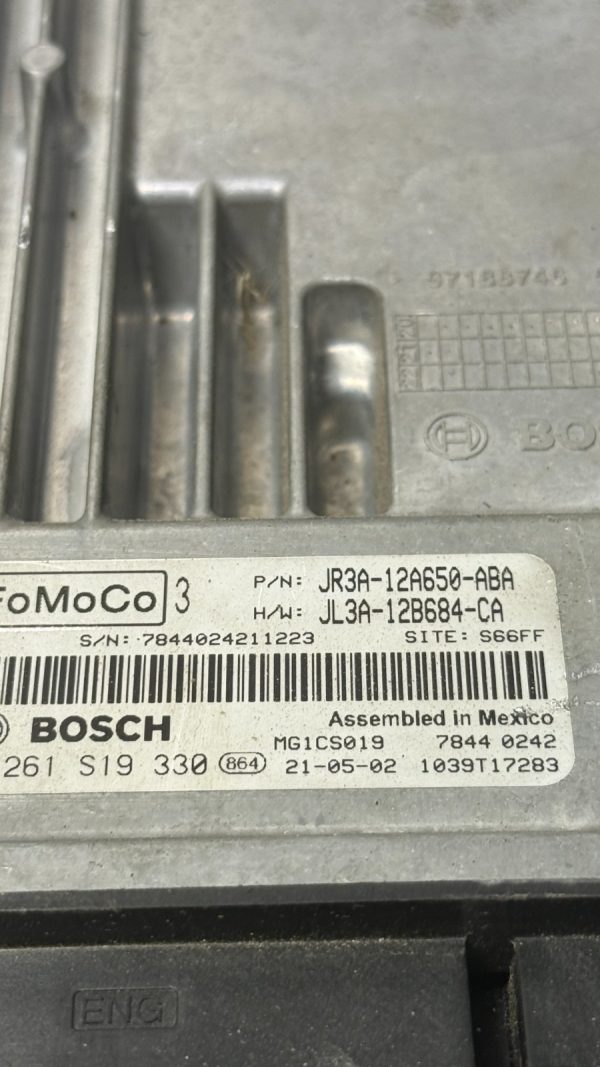 97185746
BO
FoMoCo 3
P/N: JR3A-12A650-ABA
H/W: JL3A-12B684-CA
S/N: 7844024211223
SITE: S66FF
BOSCH
Assembled in Mexico
MG1CS019 7844 0242
261 S19 330 864 21-05-02 1039T17283
ENG